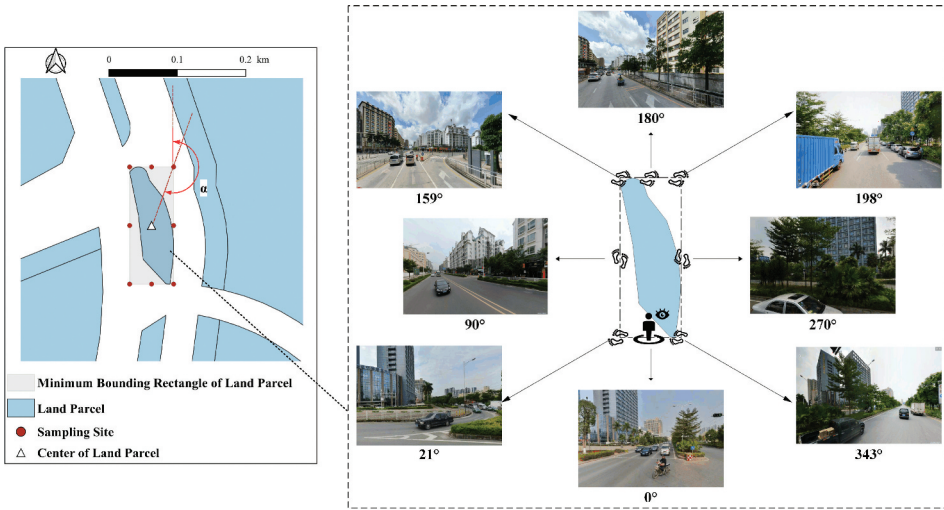 0
0.1
0.2 km
α
Minimum Bounding Rectangle of Land Parcel
Land Parcel
Sampling Site
Center of Land Parcel
180°
159°
198°
90°
270°
21°
343°
0°